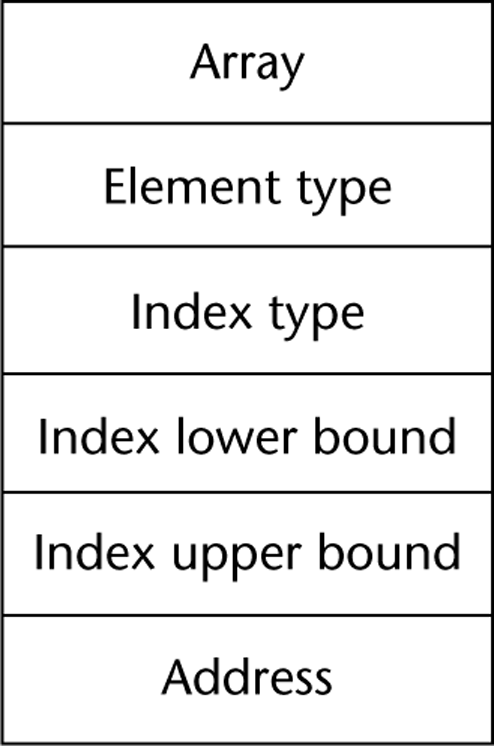 Array
Element type
Index type
Index lower bound
Index upper bound
Address